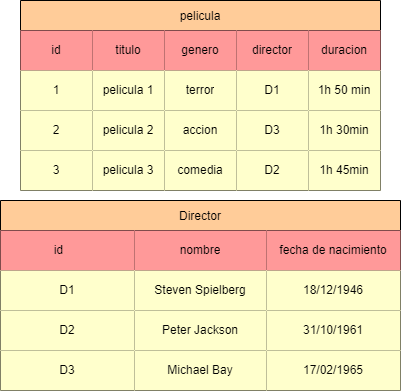 pelicula
id titulo genero director duracion
1 pelicula 1 terror D1 1h 50 min
2 pelicula 2 accion D3 1h 30min
3 pelicula 3 comedia D2 1h 45min
Director
id nombre fecha de nacimiento
D1 Steven Spielberg 18/12/1946
D2 Peter Jackson 31/10/1961
D3 Michael Bay 17/02/1965